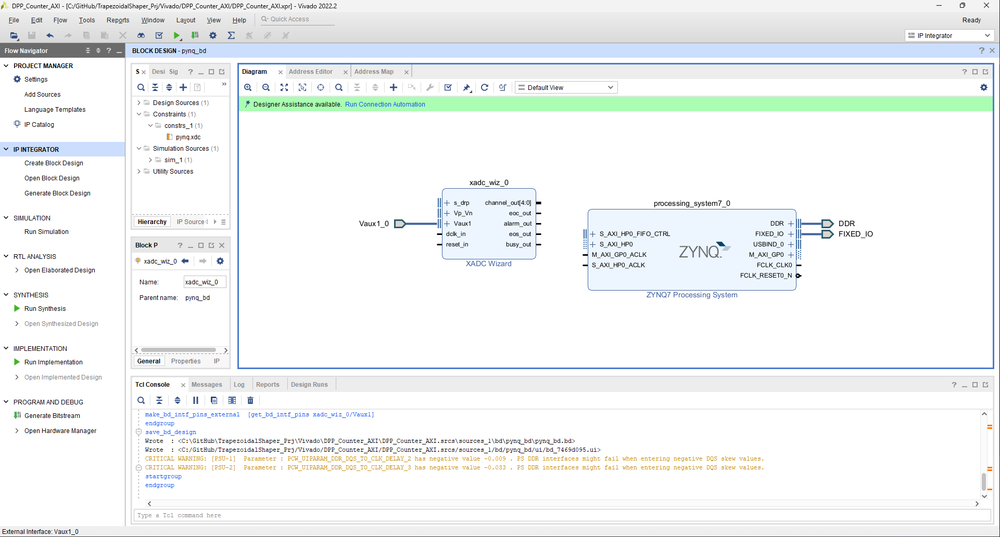 DPP_Counter_AXI - [C:/GitHub/TrapezoidalShaper_Prj/Vivado/DPP_Counter_AXI/DPP_Counter_AXI.xpr] - Vivado 2022.2
File Edit Flow Tools Reports Window Layout View Help Quick Access Ready
IP Integrator
Flow Navigator
PROJECT MANAGER
Settings
Add Sources
Language Templates
IP Catalog
IP INTEGRATOR
Create Block Design
Open Block Design
Generate Block Design
SIMULATION
Run Simulation
RTL ANALYSIS
Open Elaborated Design
SYNTHESIS
Run Synthesis
Open Synthesized Design
IMPLEMENTATION
Run Implementation
Open Implemented Design
PROGRAM AND DEBUG
Generate Bitstream
Open Hardware Manager
BLOCK DESIGN - pynq_bd
S Desi Sig
Design Sources (1)
Constraints (1)
constrs_1 (1)
pynq.xdc
Simulation Sources (1)
sim_1 (1)
Utility Sources
Hierarchy IP Source
Block P
xadc_wiz_0
Name: xadc_wiz_0
Parent name: pynq_bd
General Properties IP
Diagram Address Editor Address Map
Default View
Designer Assistance available. Run Connection Automation
xadc_wiz_0
s_drp channel_out[4:0]
Vp_Vn eoc_out
Vaux1_0 Vaux1 alarm_out
dclk_in eos_out
reset_in busy_out
XADC Wizard
processing_system7_0
DDR DDR
S_AXI_HP0_FIFO_CTRL FIXED_IO FIXED_IO
S_AXI_HP0 USBIND_0
M_AXI_GP0_ACLK M_AXI_GP0
S_AXI_HP0_ACLK FCLK_CLK0
FCLK_RESET0_N
ZYNQ
ZYNQ7 Processing System
Tcl Console Messages Log Reports Design Runs
make_bd_intf_pins_external [get_bd_intf_pins xadc_wiz_0/Vaux1]
endgroup
save_bd_design
Wrote : <C:\GitHub\TrapezoidalShaper_Prj\Vivado\DPP_Counter_AXI\DPP_Counter_AXI.srcs\sources_1\bd\pynq_bd\pynq_bd.bd>
Wrote : <C:/GitHub/TrapezoidalShaper_Prj/Vivado/DPP_Counter_AXI/DPP_Counter_AXI.srcs/sources_1/bd/pynq_bd/ui/bd_7469d095.ui>
CRITICAL WARNING: [PSU-1] Parameter : PCW_UIPARAM_DDR_DQS_TO_CLK_DELAY_2 has negative value -0.009 . PS DDR interfaces might fail when entering negative DQS skew values.
CRITICAL WARNING: [PSU-2] Parameter : PCW_UIPARAM_DDR_DQS_TO_CLK_DELAY_3 has negative value -0.033 . PS DDR interfaces might fail when entering negative DQS skew values.
startgroup
endgroup
Type a Tcl command here
External Interface: Vaux1_0